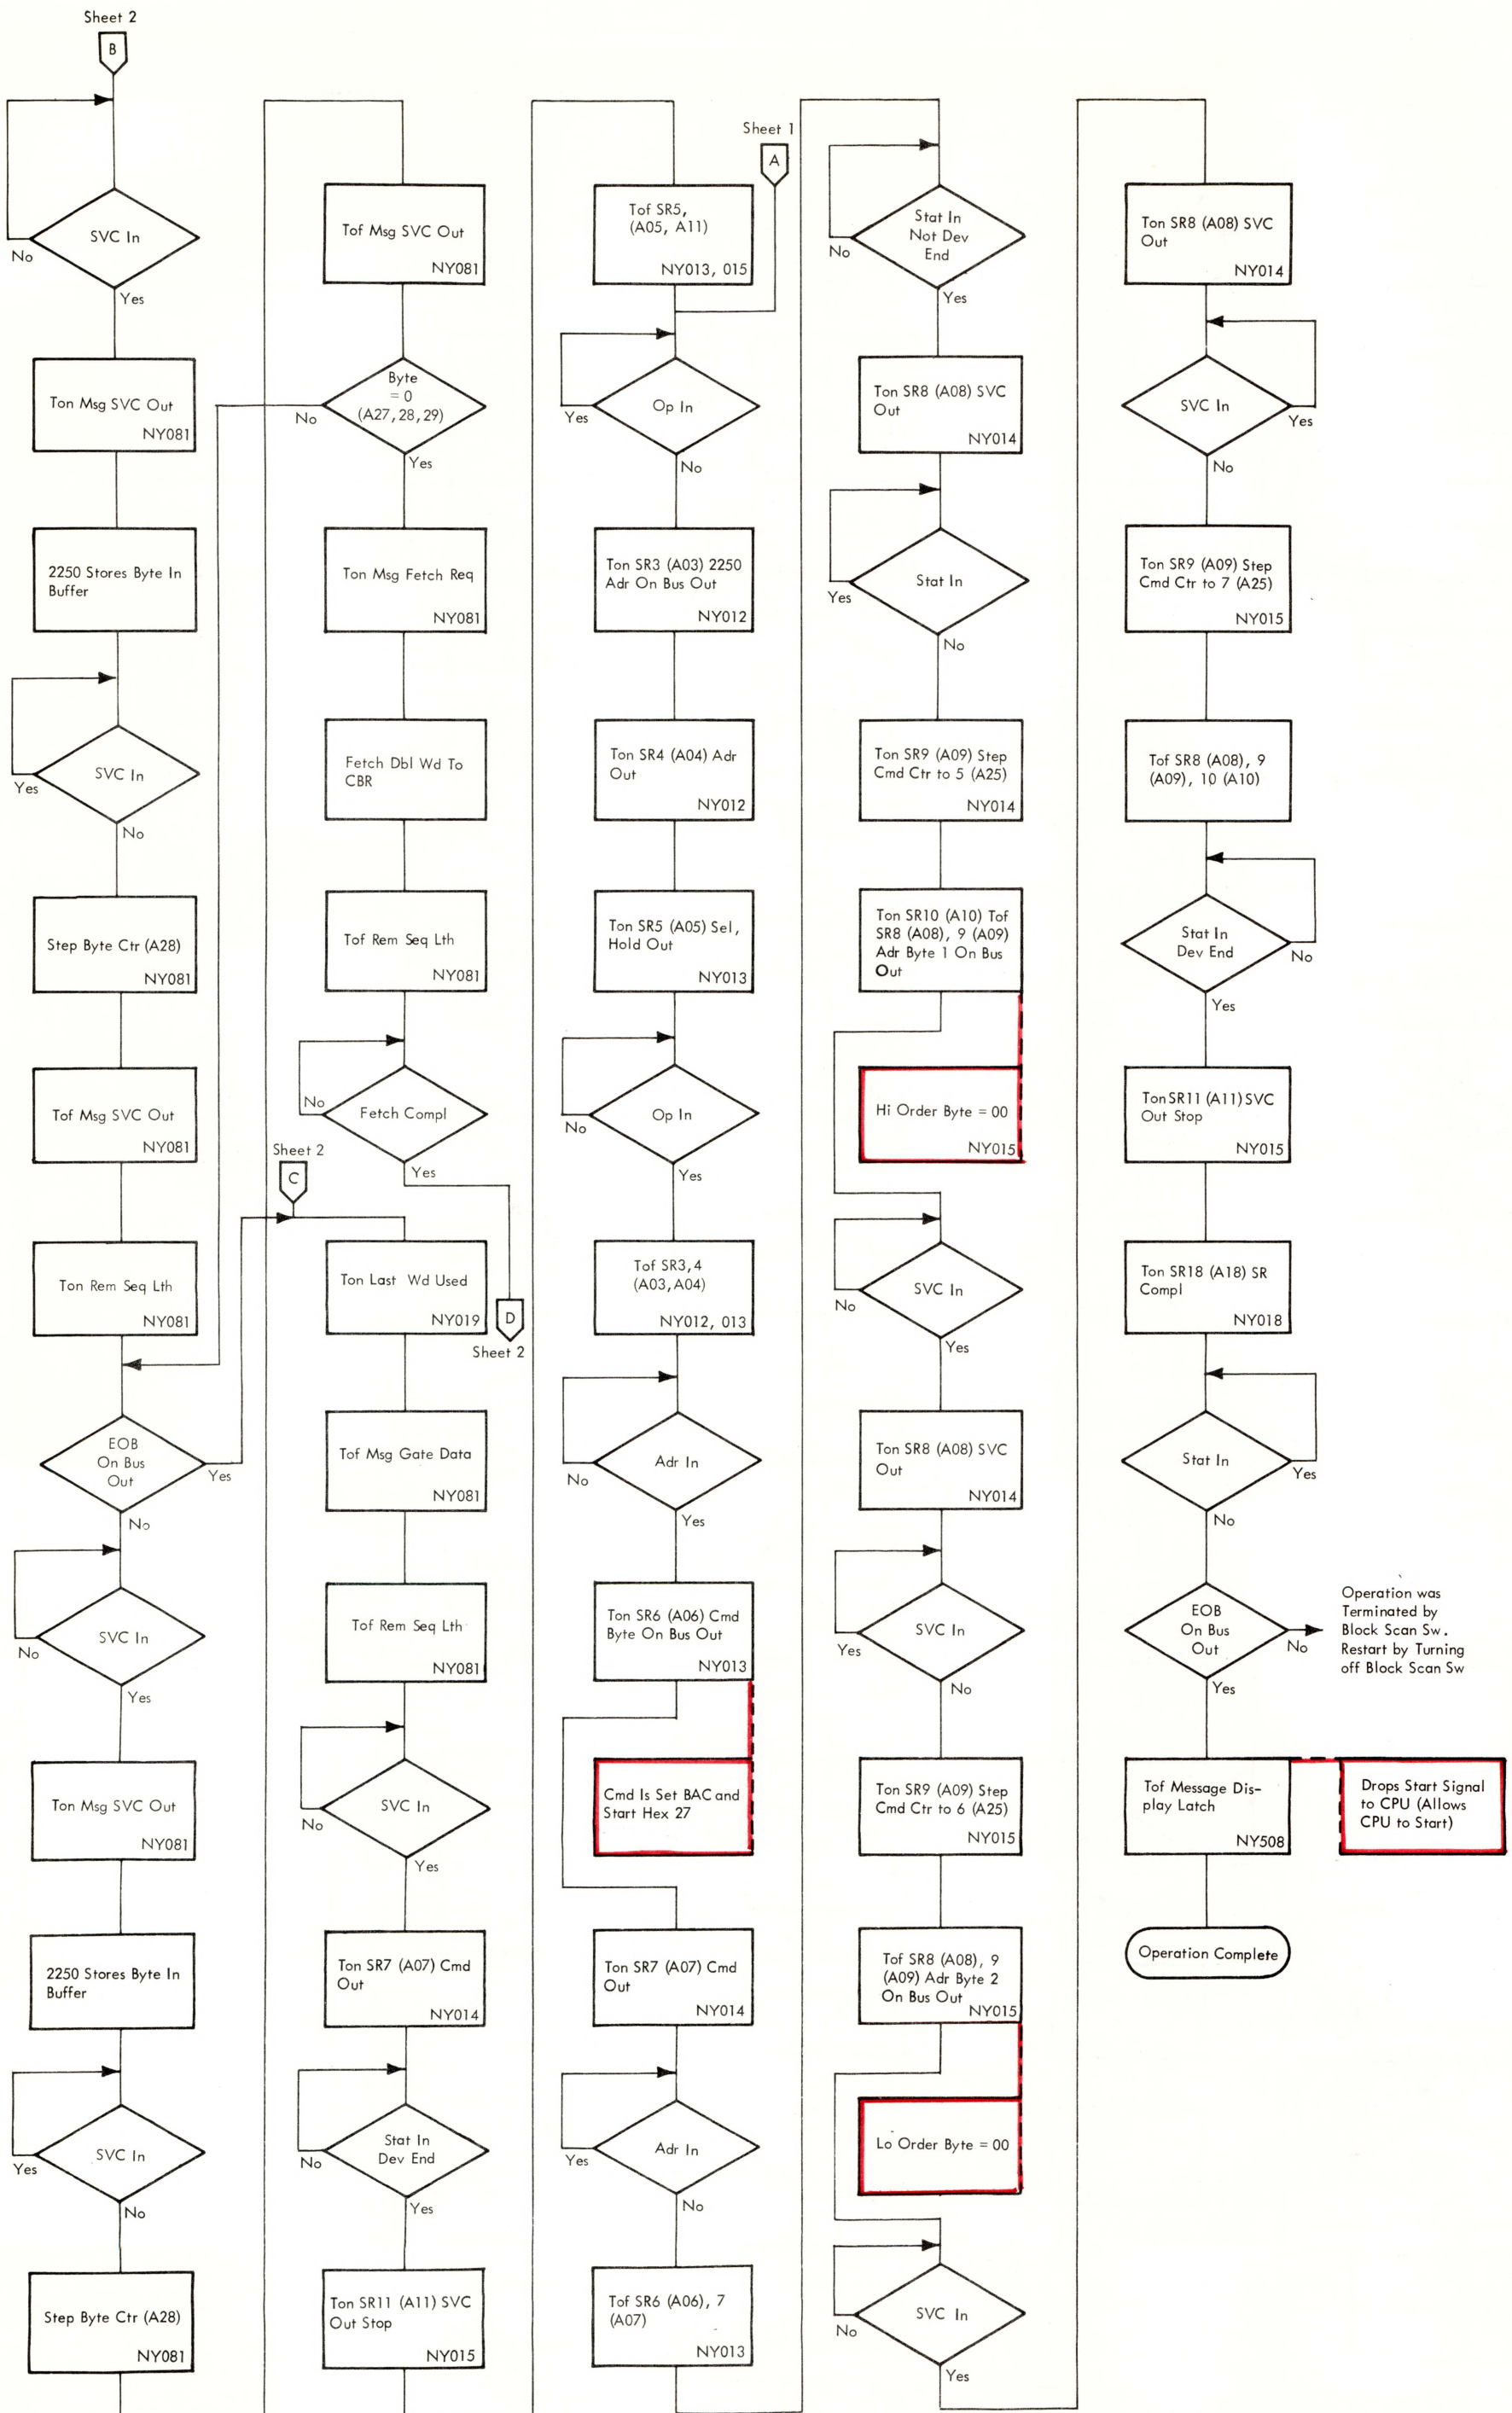 Sheet 2
B
SVC In
No
Yes
Ton Msg SVC Out
NY081
2250 Stores Byte In
Buffer
SVC In
Yes
No
Step Byte Ctr (A28)
NY081
Tof Msg SVC Out
NY081
Ton Rem Seq Lth
NY081
EOB
On Bus
Out
Yes
No
SVC In
No
Yes
Ton Msg SVC Out
NY081
2250 Stores Byte In
Buffer
SVC In
Yes
No
Step Byte Ctr (A28)
NY081
Tof Msg SVC Out
NY081
Byte
= 0
(A27, 28, 29)
No
Yes
Ton Msg Fetch Req
NY081
Fetch Dbl Wd To
CBR
Tof Rem Seq Lth
NY081
Fetch Compl
No
Yes
Sheet 2
C
D
Sheet 2
Ton Last Wd Used
NY019
Tof Msg Gate Data
NY081
Tof Rem Seq Lth
NY081
SVC In
No
Yes
Ton SR7 (A07) Cmd
Out
NY014
Stat In
Dev End
No
Yes
Ton SR11 (A11) SVC
Out Stop
NY015
Sheet 1
A
Tof SR5,
(A05, A11)
NY013, 015
Op In
Yes
No
Ton SR3 (A03) 2250
Adr On Bus Out
NY012
Ton SR4 (A04) Adr
Out
NY012
Ton SR5 (A05) Sel,
Hold Out
NY013
Op In
No
Yes
Tof SR3,4
(A03,A04)
NY012, 013
Adr In
No
Yes
Ton SR6 (A06) Cmd
Byte On Bus Out
NY013
Cmd Is Set BAC and
Start Hex 27
Ton SR7 (A07) Cmd
Out
NY014
Adr In
Yes
No
Tof SR6 (A06), 7
(A07)
NY013
Stat In
Not Dev
End
No
Yes
Ton SR8 (A08) SVC
Out
NY014
Stat In
Yes
No
Ton SR9 (A09) Step
Cmd Ctr to 5 (A25)
NY014
Ton SR10 (A10) Tof
SR8 (A08), 9 (A09)
Adr Byte 1 On Bus
Out
Hi Order Byte = 00
NY015
SVC In
No
Yes
Ton SR8 (A08) SVC
Out
NY014
SVC In
Yes
No
Ton SR9 (A09) Step
Cmd Ctr to 6 (A25)
NY015
Tof SR8 (A08), 9
(A09) Adr Byte 2
On Bus Out
NY015
Lo Order Byte = 00
SVC In
No
Yes
Ton SR8 (A08) SVC
Out
NY014
SVC In
Yes
No
Ton SR9 (A09) Step
Cmd Ctr to 7 (A25)
NY015
Tof SR8 (A08), 9
(A09), 10 (A10)
Stat In
Dev End
No
Yes
Ton SR11 (A11) SVC
Out Stop
NY015
Ton SR18 (A18) SR
Compl
NY018
Stat In
Yes
No
EOB
On Bus
Out
No
Yes
Operation was
Terminated by
Block Scan Sw.
Restart by Turning
off Block Scan Sw
Tof Message Dis-
play Latch
NY508
Drops Start Signal
to CPU (Allows
CPU to Start)
Operation Complete